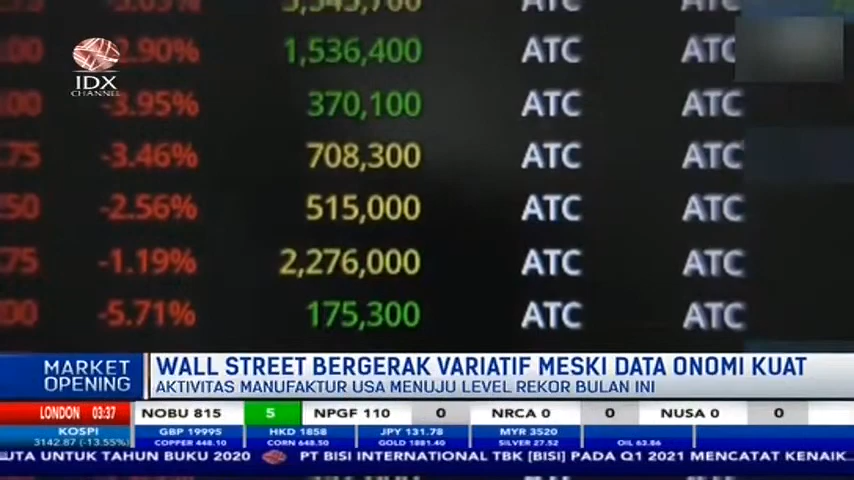 1,536,400 ATC ATC
IDX
CHANNEL
-2.90%
-3.95% 370,100 ATC ATC
-3.46% 708,300 ATC ATC
-2.56% 515,000 ATC ATC
-1.19% 2,276,000 ATC ATC
-5.71% 175,300 ATC ATC
MARKET OPENING
WALL STREET BERGERAK VARIATIF MESKI DATA ONOMI KUAT
AKTIVITAS MANUFAKTUR USA MENUJU LEVEL REKOR BULAN INI
LONDON 03:37 NOBU 815 5 NPGF 110 0 NRCA 0 0 NUSA 0 0
KOSPI GBP 19995 HKD 1858 JPY 131.78 MYR 3520
3142.87 (-13.55%) COPPER 448.10 CORN 648.50 GOLD 1881.40 SILVER 27.52 OIL 63.86
UTA UNTUK TAHUN BUKU 2020 PT BISI INTERNATIONAL TBK [BISI] PADA Q1 2021 MENCATAT KENAIK